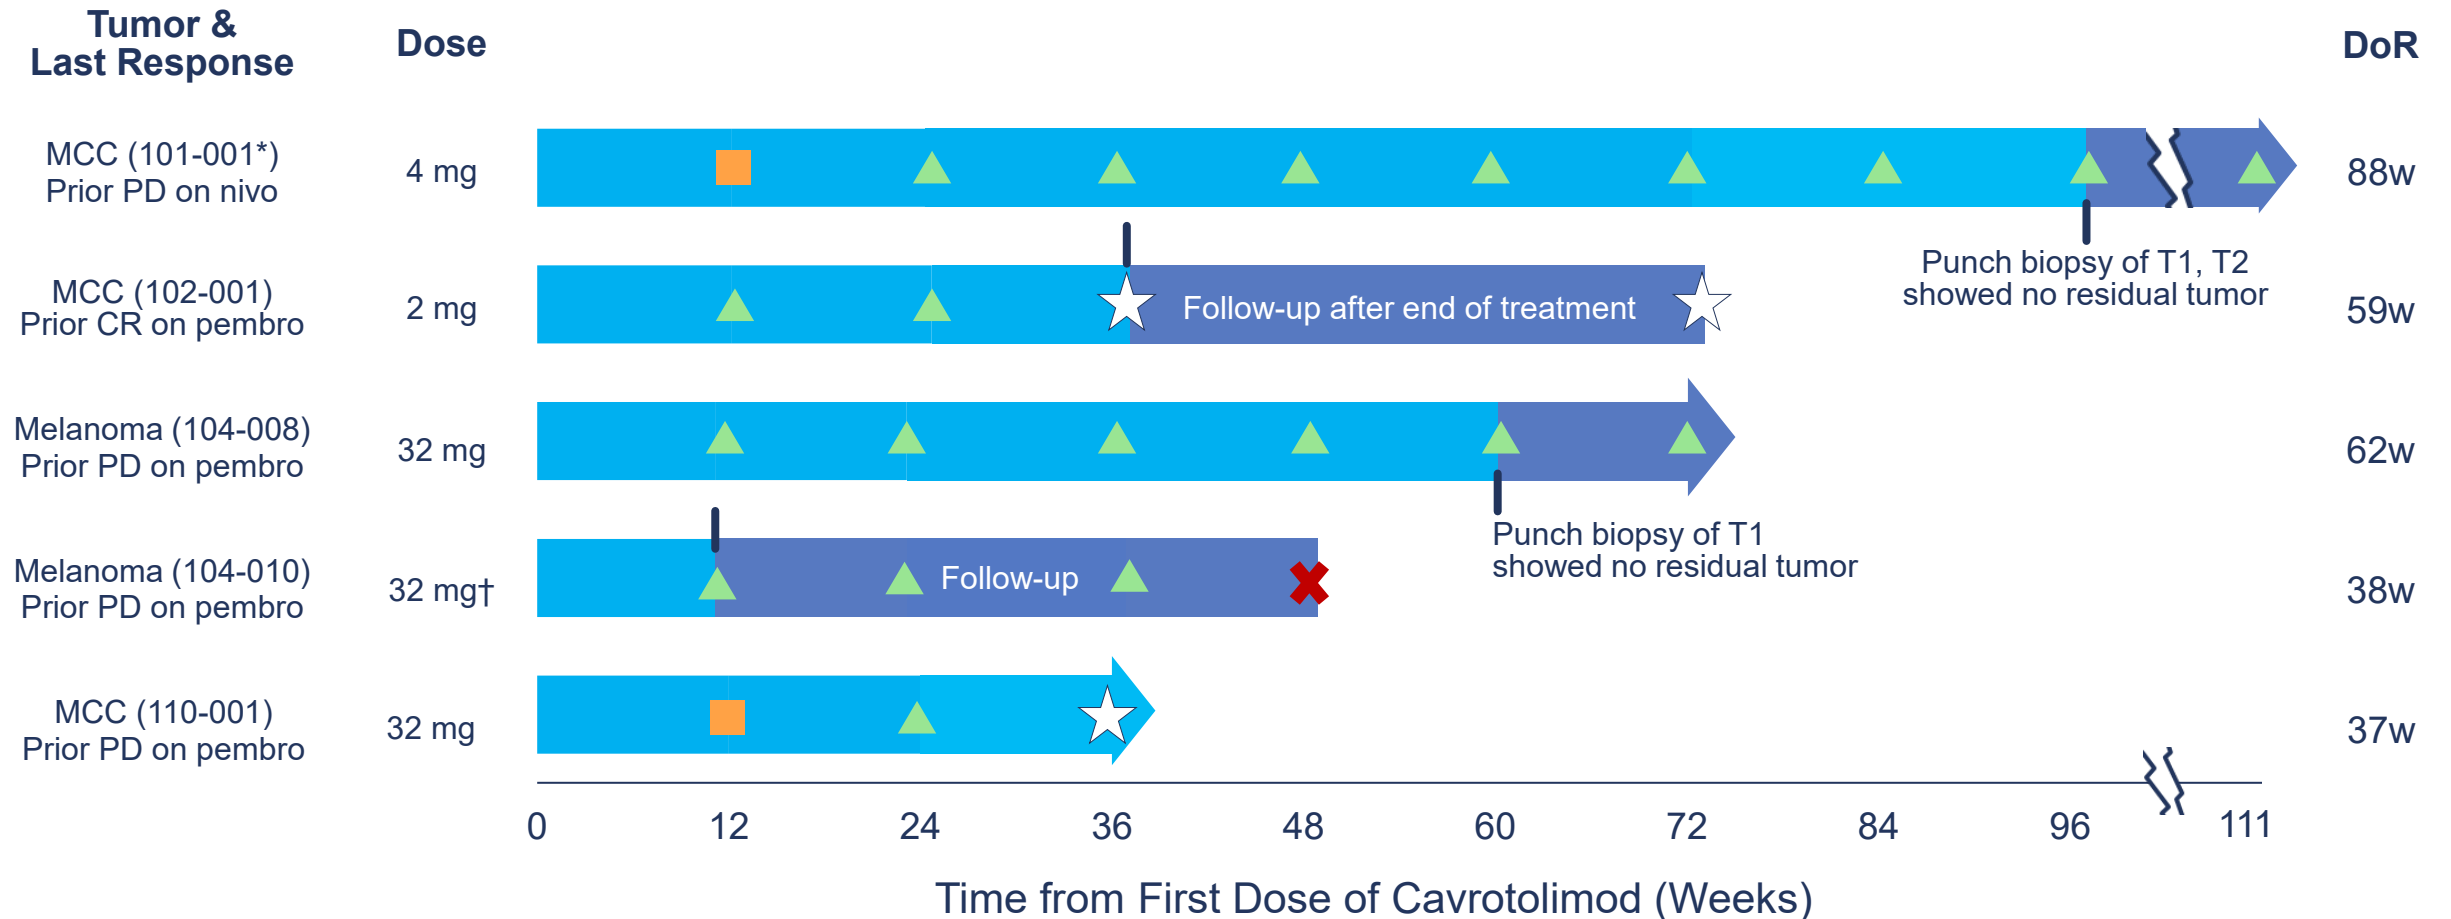 Tumor &
Last Response
Dose
DoR
MCC (101-001*)
Prior PD on nivo
4 mg
88w
Punch biopsy of T1, T2
showed no residual tumor
MCC (102-001)
Prior CR on pembro
2 mg
Follow-up after end of treatment
59w
Melanoma (104-008)
Prior PD on pembro
32 mg
62w
Punch biopsy of T1
showed no residual tumor
Melanoma (104-010)
Prior PD on pembro
32 mg†
Follow-up
38w
MCC (110-001)
Prior PD on pembro
32 mg
37w
0 12 24 36 48 60 72 84 96 111
Time from First Dose of Cavrotolimod (Weeks)